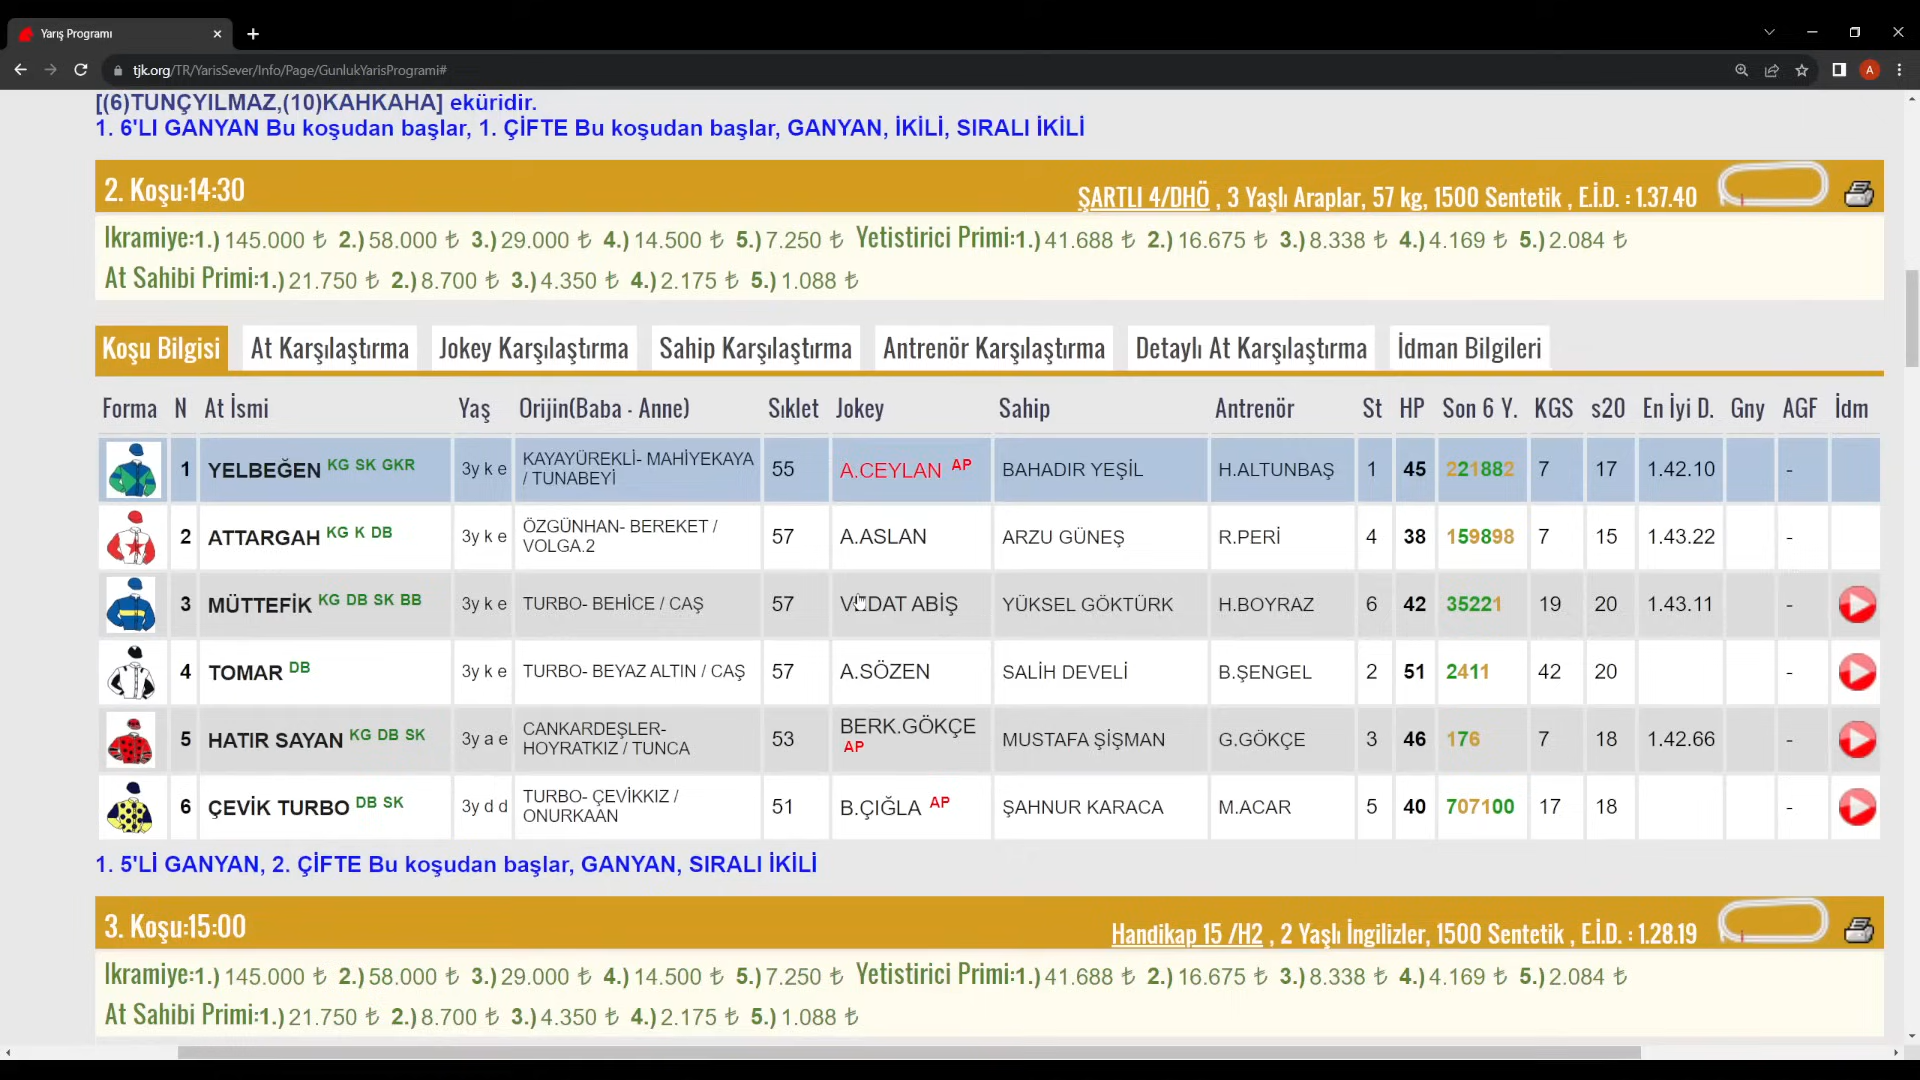 Yarış Programı
tjk.org/TR/YarisSever/Info/Page/GunlukYarisProgrami#
A
[(6)TUNÇYILMAZ,(10)KAHKAHA] eküridir.
1. 6'LI GANYAN Bu koşudan başlar, 1. ÇİFTE Bu koşudan başlar, GANYAN, İKİLİ, SIRALI İKİLİ
2. Koşu:14:30
ŞARTLI 4/DHÖ , 3 Yaşlı Araplar, 57 kg, 1500 Sentetik , E.İ.D. : 1.37.40
Ikramiye:1.) 145.000 ₺ 2.) 58.000 ₺ 3.) 29.000 ₺ 4.) 14.500 ₺ 5.) 7.250 ₺ Yetistirici Primi:1.) 41.688 ₺ 2.) 16.675 ₺ 3.) 8.338 ₺ 4.) 4.169 ₺ 5.) 2.084 ₺
At Sahibi Primi:1.) 21.750 ₺ 2.) 8.700 ₺ 3.) 4.350 ₺ 4.) 2.175 ₺ 5.) 1.088 ₺
Koşu Bilgisi At Karşılaştırma Jokey Karşılaştırma Sahip Karşılaştırma Antrenör Karşılaştırma Detaylı At Karşılaştırma İdman Bilgileri
Forma N At İsmi Yaş Orijin(Baba - Anne) Sıklet Jokey Sahip Antrenör St HP Son 6 Y. KGS s20 En İyi D. Gny AGF İdm
1 YELBEĞEN KG SK GKR 3y k e KAYAYÜREKLİ- MAHİYEKAYA / TUNABEYİ 55 A.CEYLAN AP BAHADIR YEŞİL H.ALTUNBAŞ 1 45 221882 7 17 1.42.10 -
2 ATTARGAH KG K DB 3y k e ÖZGÜNHAN- BEREKET / VOLGA.2 57 A.ASLAN ARZU GÜNEŞ R.PERİ 4 38 159898 7 15 1.43.22 -
3 MÜTTEFİK KG DB SK BB 3y k e TURBO- BEHİCE / CAŞ 57 VEDAT ABİŞ YÜKSEL GÖKTÜRK H.BOYRAZ 6 42 35221 19 20 1.43.11 -
4 TOMAR DB 3y k e TURBO- BEYAZ ALTIN / CAŞ 57 A.SÖZEN SALİH DEVELİ B.ŞENGEL 2 51 2411 42 20 -
5 HATIR SAYAN KG DB SK 3y a e CANKARDEŞLER- HOYRATKIZ / TUNCA 53 BERK.GÖKÇE AP MUSTAFA ŞİŞMAN G.GÖKÇE 3 46 176 7 18 1.42.66 -
6 ÇEVİK TURBO DB SK 3y d d TURBO- ÇEVİKKIZ / ONURKAAN 51 B.ÇIĞLA AP ŞAHNUR KARACA M.ACAR 5 40 707100 17 18 -
1. 5'Lİ GANYAN, 2. ÇİFTE Bu koşudan başlar, GANYAN, SIRALI İKİLİ
3. Koşu:15:00
Handikap 15 /H2 , 2 Yaşlı İngilizler, 1500 Sentetik , E.İ.D. : 1.28.19
Ikramiye:1.) 145.000 ₺ 2.) 58.000 ₺ 3.) 29.000 ₺ 4.) 14.500 ₺ 5.) 7.250 ₺ Yetistirici Primi:1.) 41.688 ₺ 2.) 16.675 ₺ 3.) 8.338 ₺ 4.) 4.169 ₺ 5.) 2.084 ₺
At Sahibi Primi:1.) 21.750 ₺ 2.) 8.700 ₺ 3.) 4.350 ₺ 4.) 2.175 ₺ 5.) 1.088 ₺